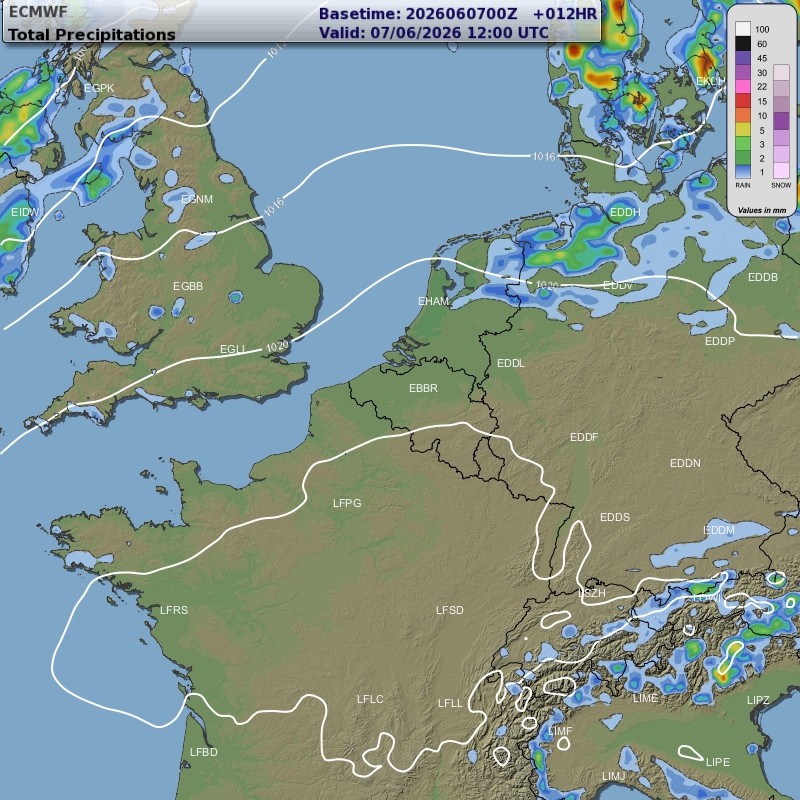 ECMWF
Basetime: 2026060700Z +012HR
Total Precipitations
Valid: 07/06/2026 12:00 UTC
100
60
45
30
22
15
10
5
3
2
1
RAIN SNOW
Values in mm
EGPK
EKCH
1016
EGNM
EIDW
1016
EDDH
EDDB
EGBB
1020
EDDV
EHAM
EDDP
EGLL
1020
EDDL
EBBR
EDDF
EDDN
LFPG
EDDS
EDDM
LSZH
LOWI
LFRS
LFSD
LFLC
LFLL
LIME
LIPZ
LIMF
LFBD
LIPE
LIMJ